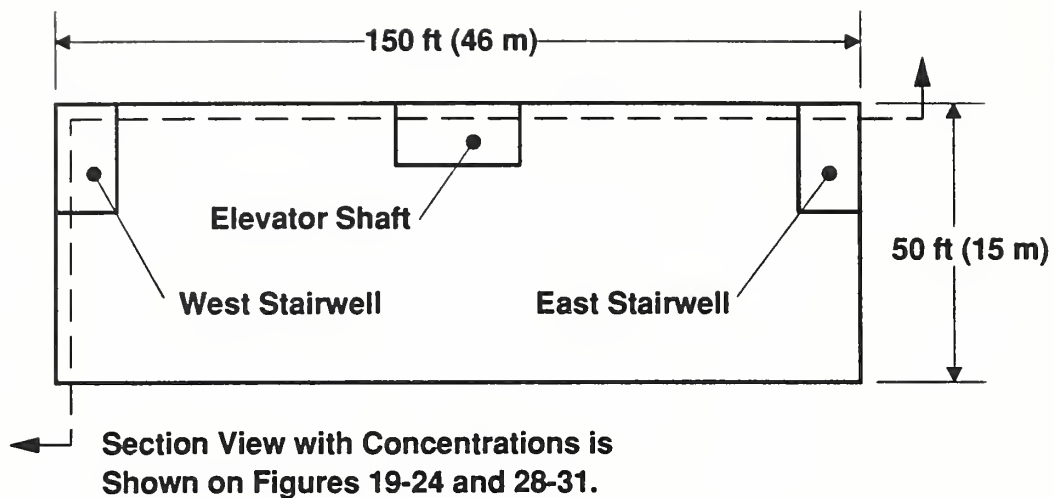 150 ft (46 m)
Elevator Shaft
50 ft (15 m)
West Stairwell
East Stairwell
Section View with Concentrations is
Shown on Figures 19-24 and 28-31.